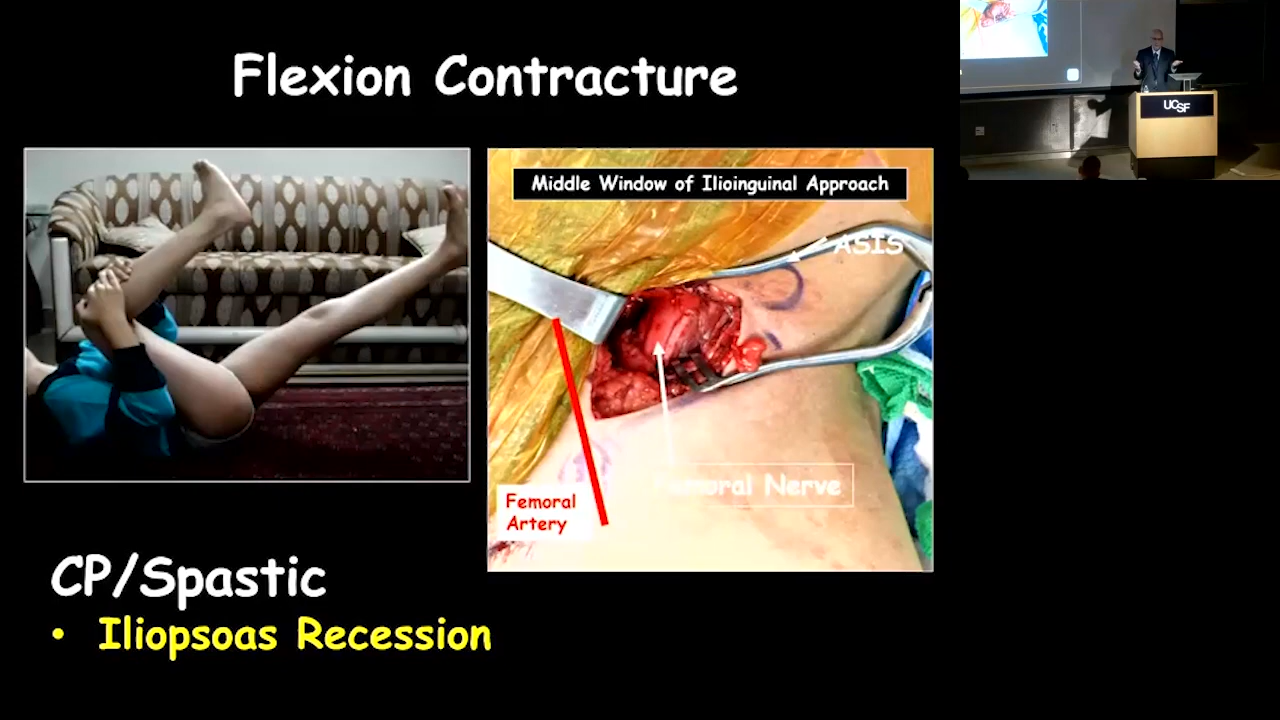 Flexion Contracture
Middle Window of Ilioinguinal Approach
ASIS
Femoral Nerve
Femoral
Artery
CP/Spastic
• Iliopsoas Recession
UCSF